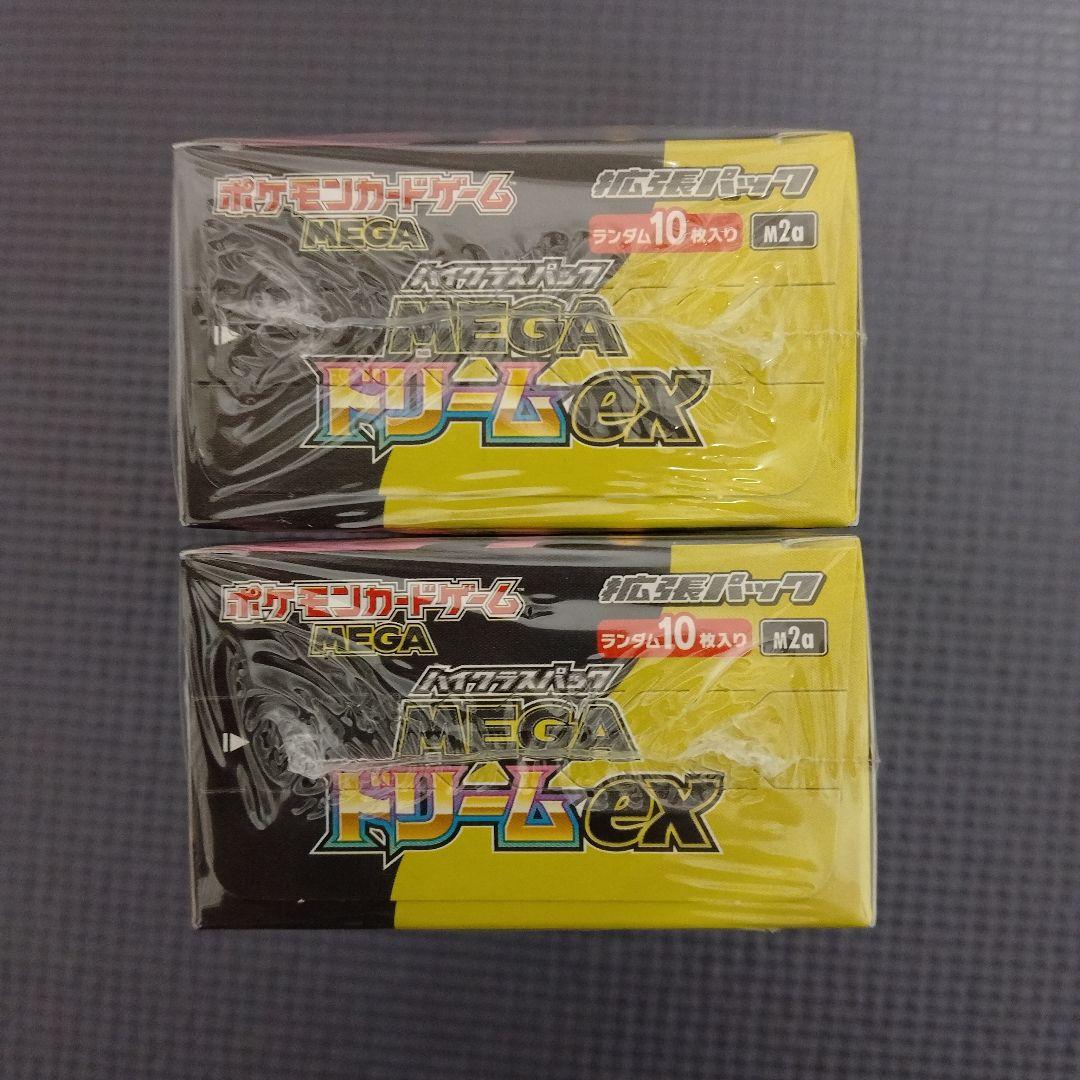 ポケモンカードゲーム
MEGA
拡張パック
ランダム10枚入り M2a
ハイクラスパック
MEGA
ドリームex
ポケモンカードゲーム
MEGA
拡張パック
ランダム10枚入り M2a
ハイクラスパック
MEGA
ドリームex